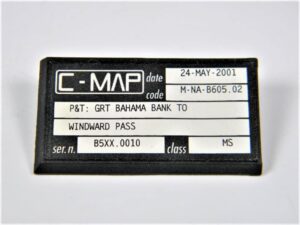 C-MAP date 24-MAY-2001
code M-NA-B605.02
P&T: GRT BAHAMA BANK TO
WINDWARD PASS
ser.n. B5XX.0010 class MS